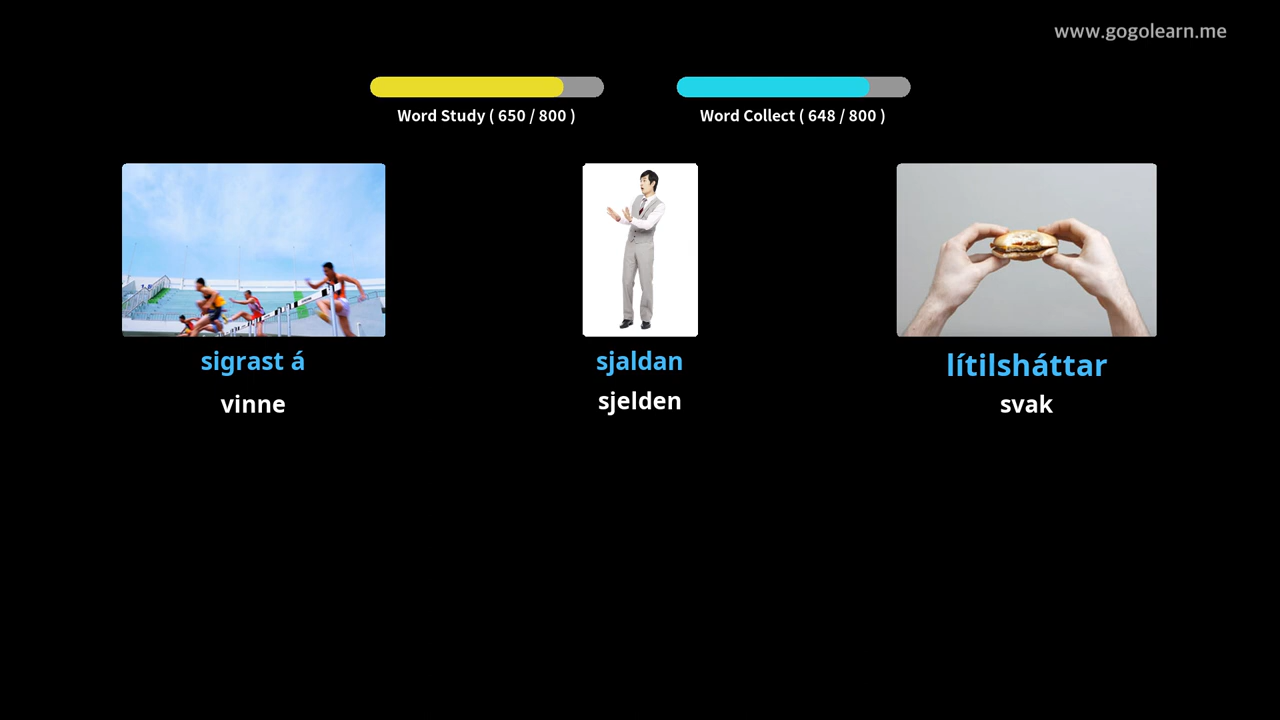 www.gogolearn.me
Word Study ( 650 / 800 )
Word Collect ( 648 / 800 )
sigrast á
sjaldan
lítilsháttar
vinne
sjelden
svak